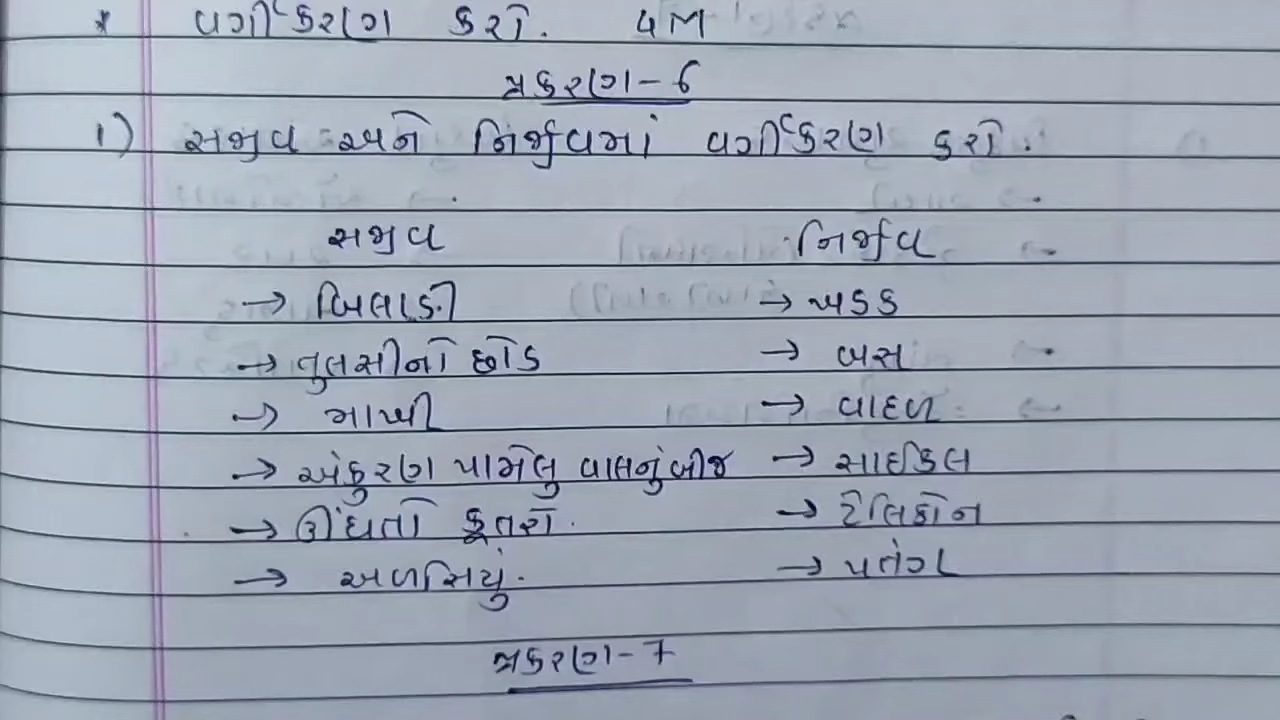 * વર્ગીકરણ કરો. 4M
પ્રકરણ-6
1) સજીવ અને નિર્જીવમાં વર્ગીકરણ કરો.
સજીવ નિર્જીવ
→ બિલાડી → ખડક
→ તુલસીનો છોડ → બસ
→ માખી → વાદળ
→ અંકુરણ પામેલુ વાલનું બીજ → સાઈકલ
→ ઊંઘતો કૂતરો. → ટેલિફોન
→ અળસિયું. → પતંગ
પ્રકરણ-7